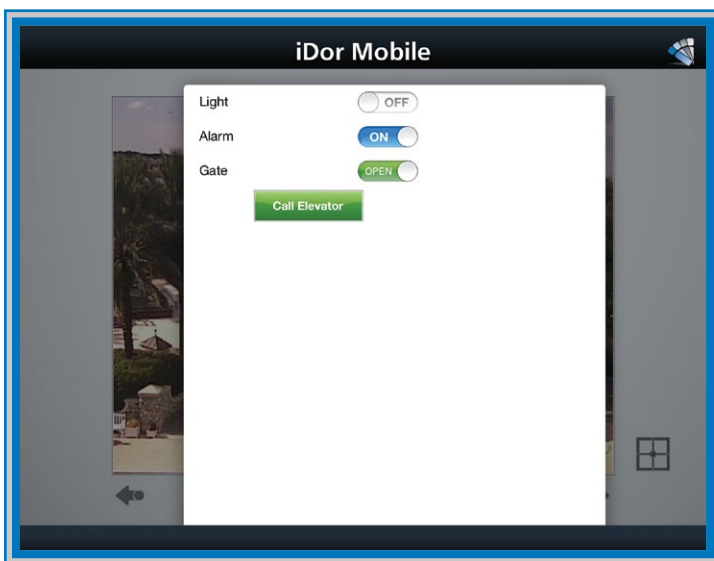 iDor Mobile
Light OFF
Alarm ON
Gate OPEN
Call Elevator